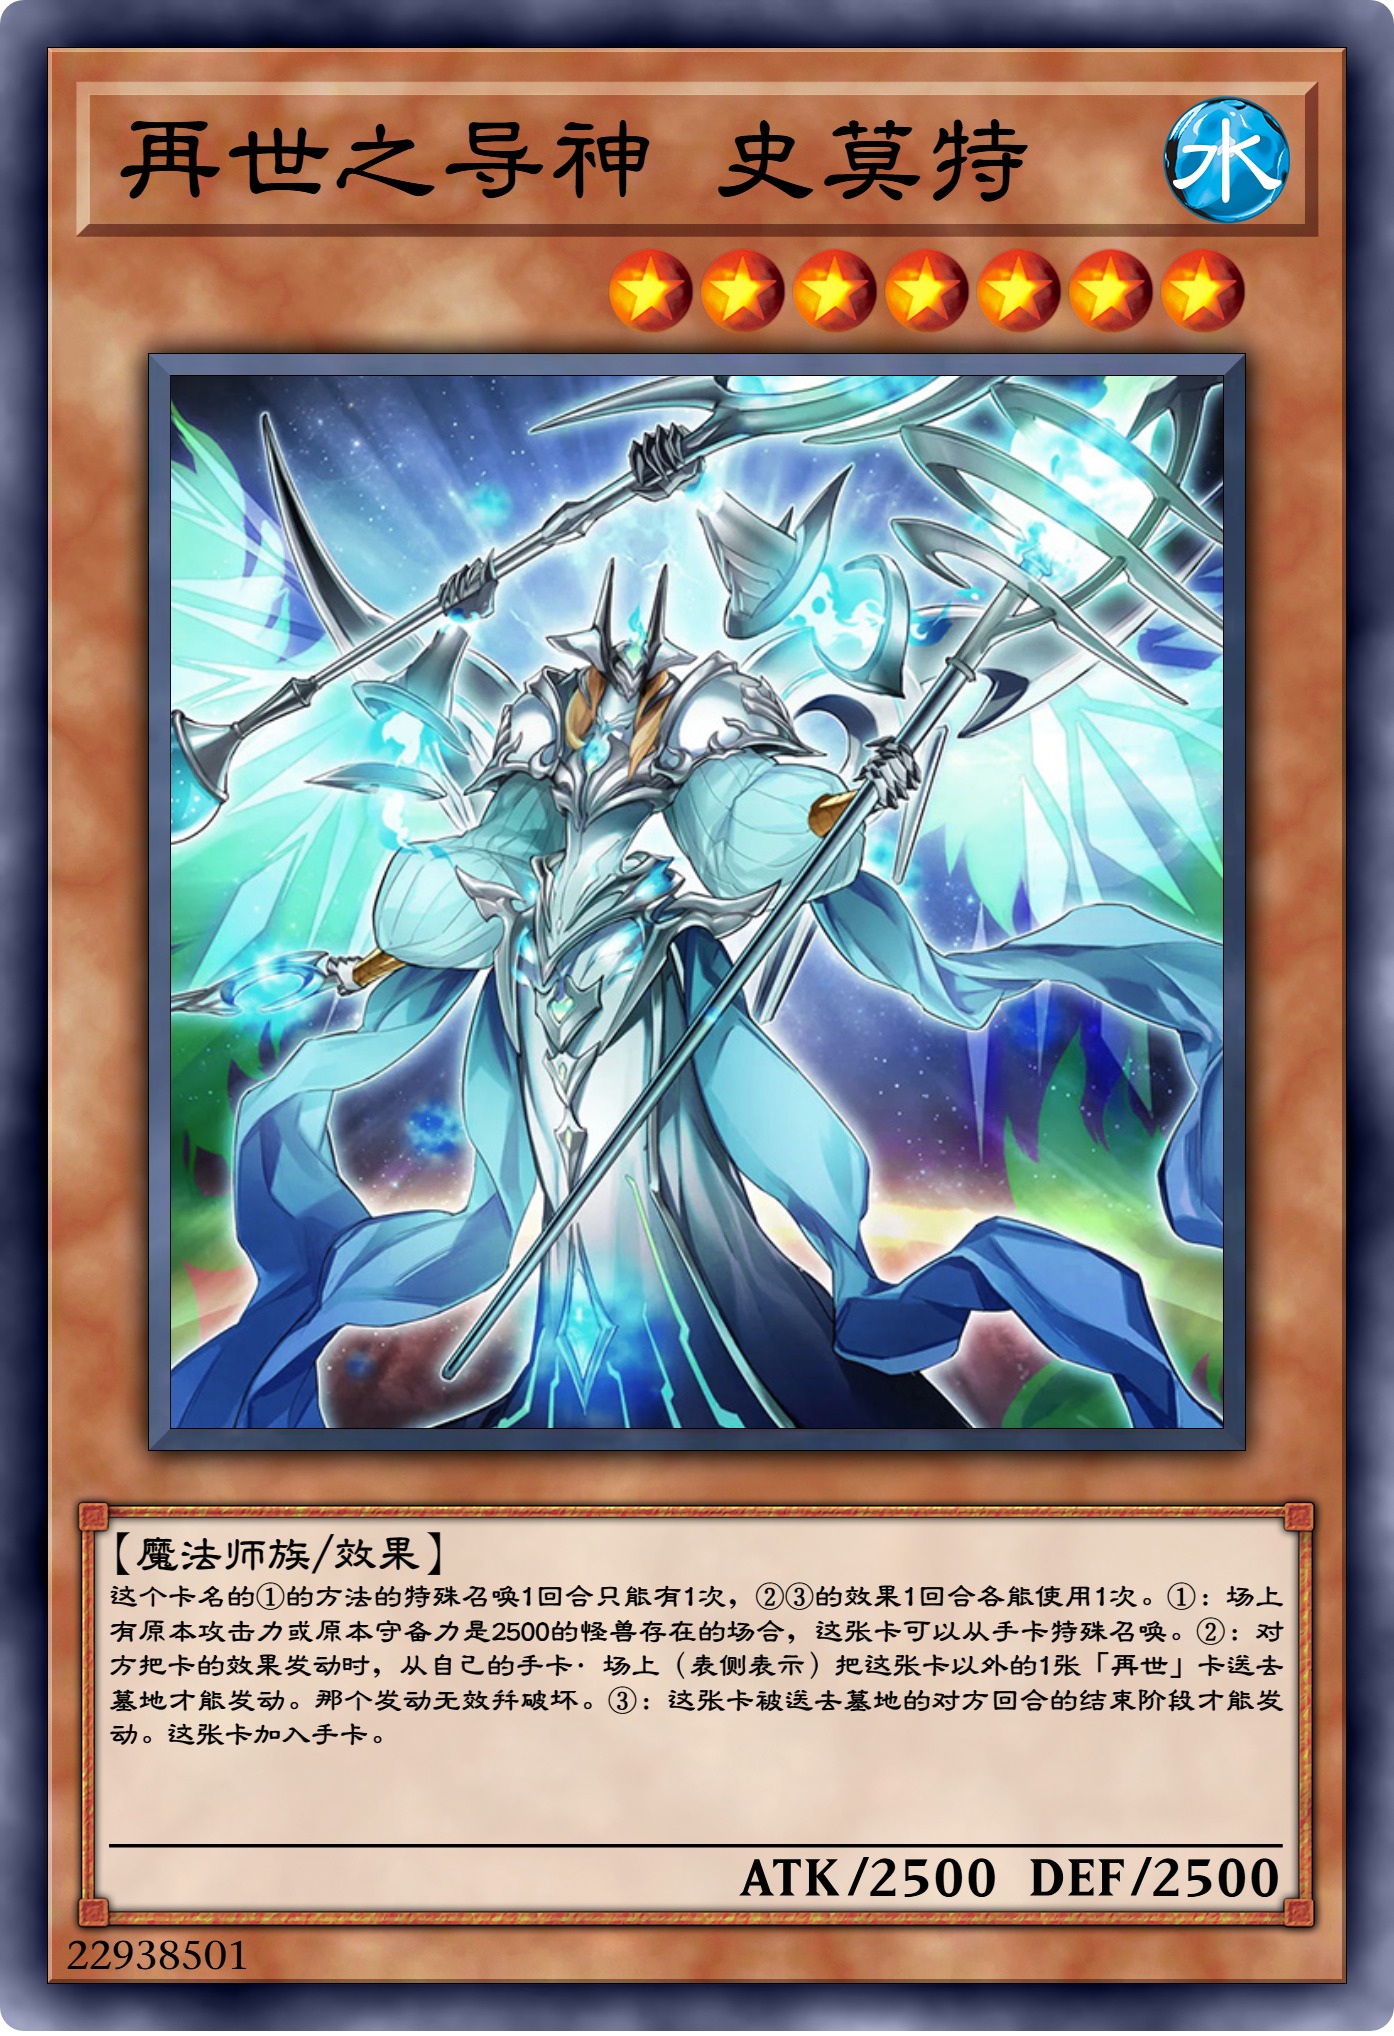 再世之导神 史莫特
水
【魔法师族/效果】
这个卡名的①的方法的特殊召唤1回合只能有1次，②③的效果1回合各能使用1次。①：场上
有原本攻击力或原本守备力是2500的怪兽存在的场合，这张卡可以从手卡特殊召唤。②：对
方把卡的效果发动时，从自己的手卡·场上（表侧表示）把这张卡以外的1张「再世」卡送去
墓地才能发动。那个发动无效并破坏。③：这张卡被送去墓地的对方回合的结束阶段才能发
动。这张卡加入手卡。
ATK/2500 DEF/2500
22938501